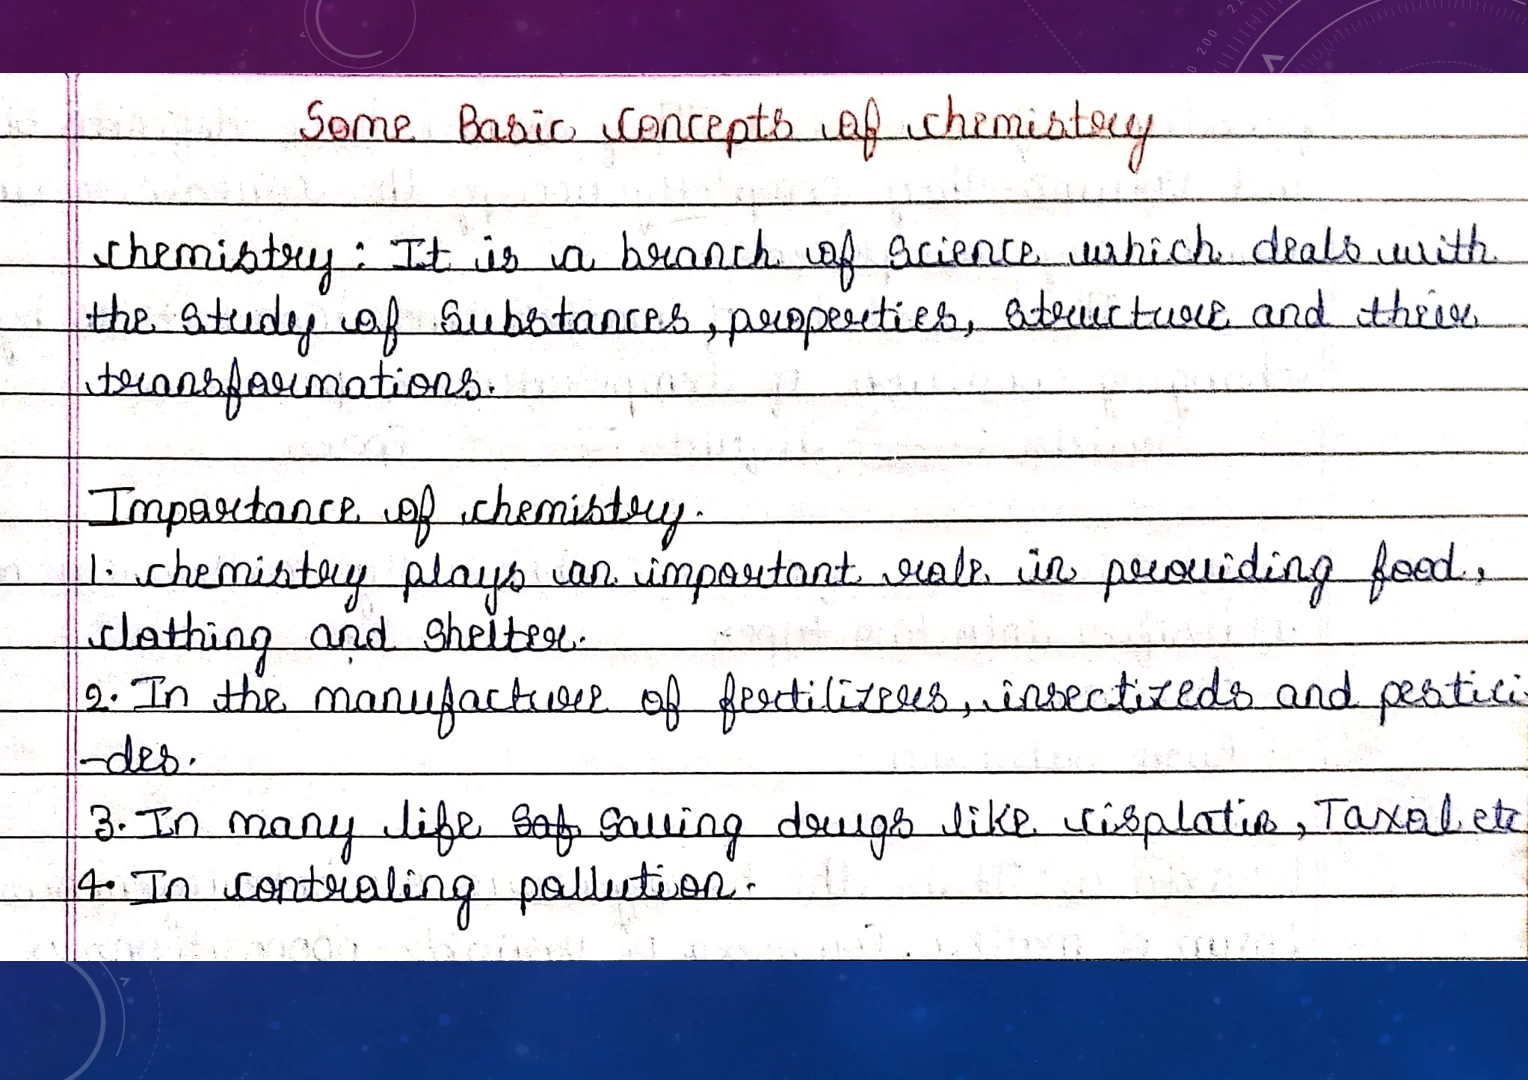 Some Basic concepts of chemistry
chemistry: It is a branch of science which deals with
the study of substances, properties, structure and their
transformations.
Importance of chemistry.
1. chemistry plays an important role in providing food,
clothing and shelter.
2. In the manufacture of fertilizers, insectizeds and pestici
-des.
3. In many life saf saving drugs like cisplatin, Taxol etc
4. In controling pollution.